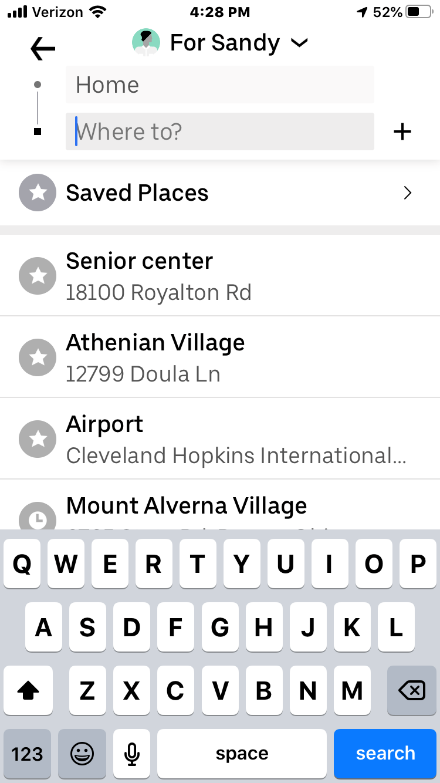 Verizon 4:28 PM 52%
For Sandy
Home
Where to?
Saved Places
Senior center
18100 Royalton Rd
Athenian Village
12799 Doula Ln
Airport
Cleveland Hopkins International...
Mount Alverna Village
Q W E R T Y U I O P
A S D F G H J K L
Z X C V B N M
123 space search